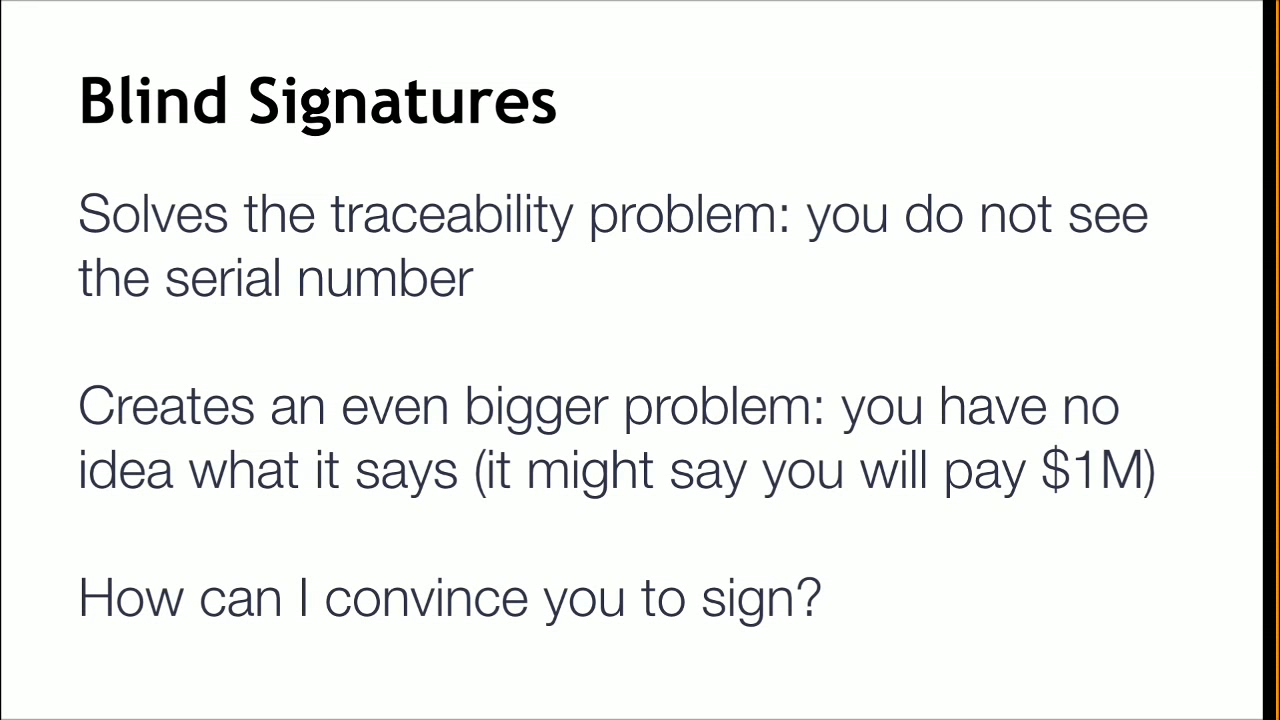 Blind Signatures
Solves the traceability problem: you do not see
the serial number
Creates an even bigger problem: you have no
idea what it says (it might say you will pay $1M)
How can I convince you to sign?